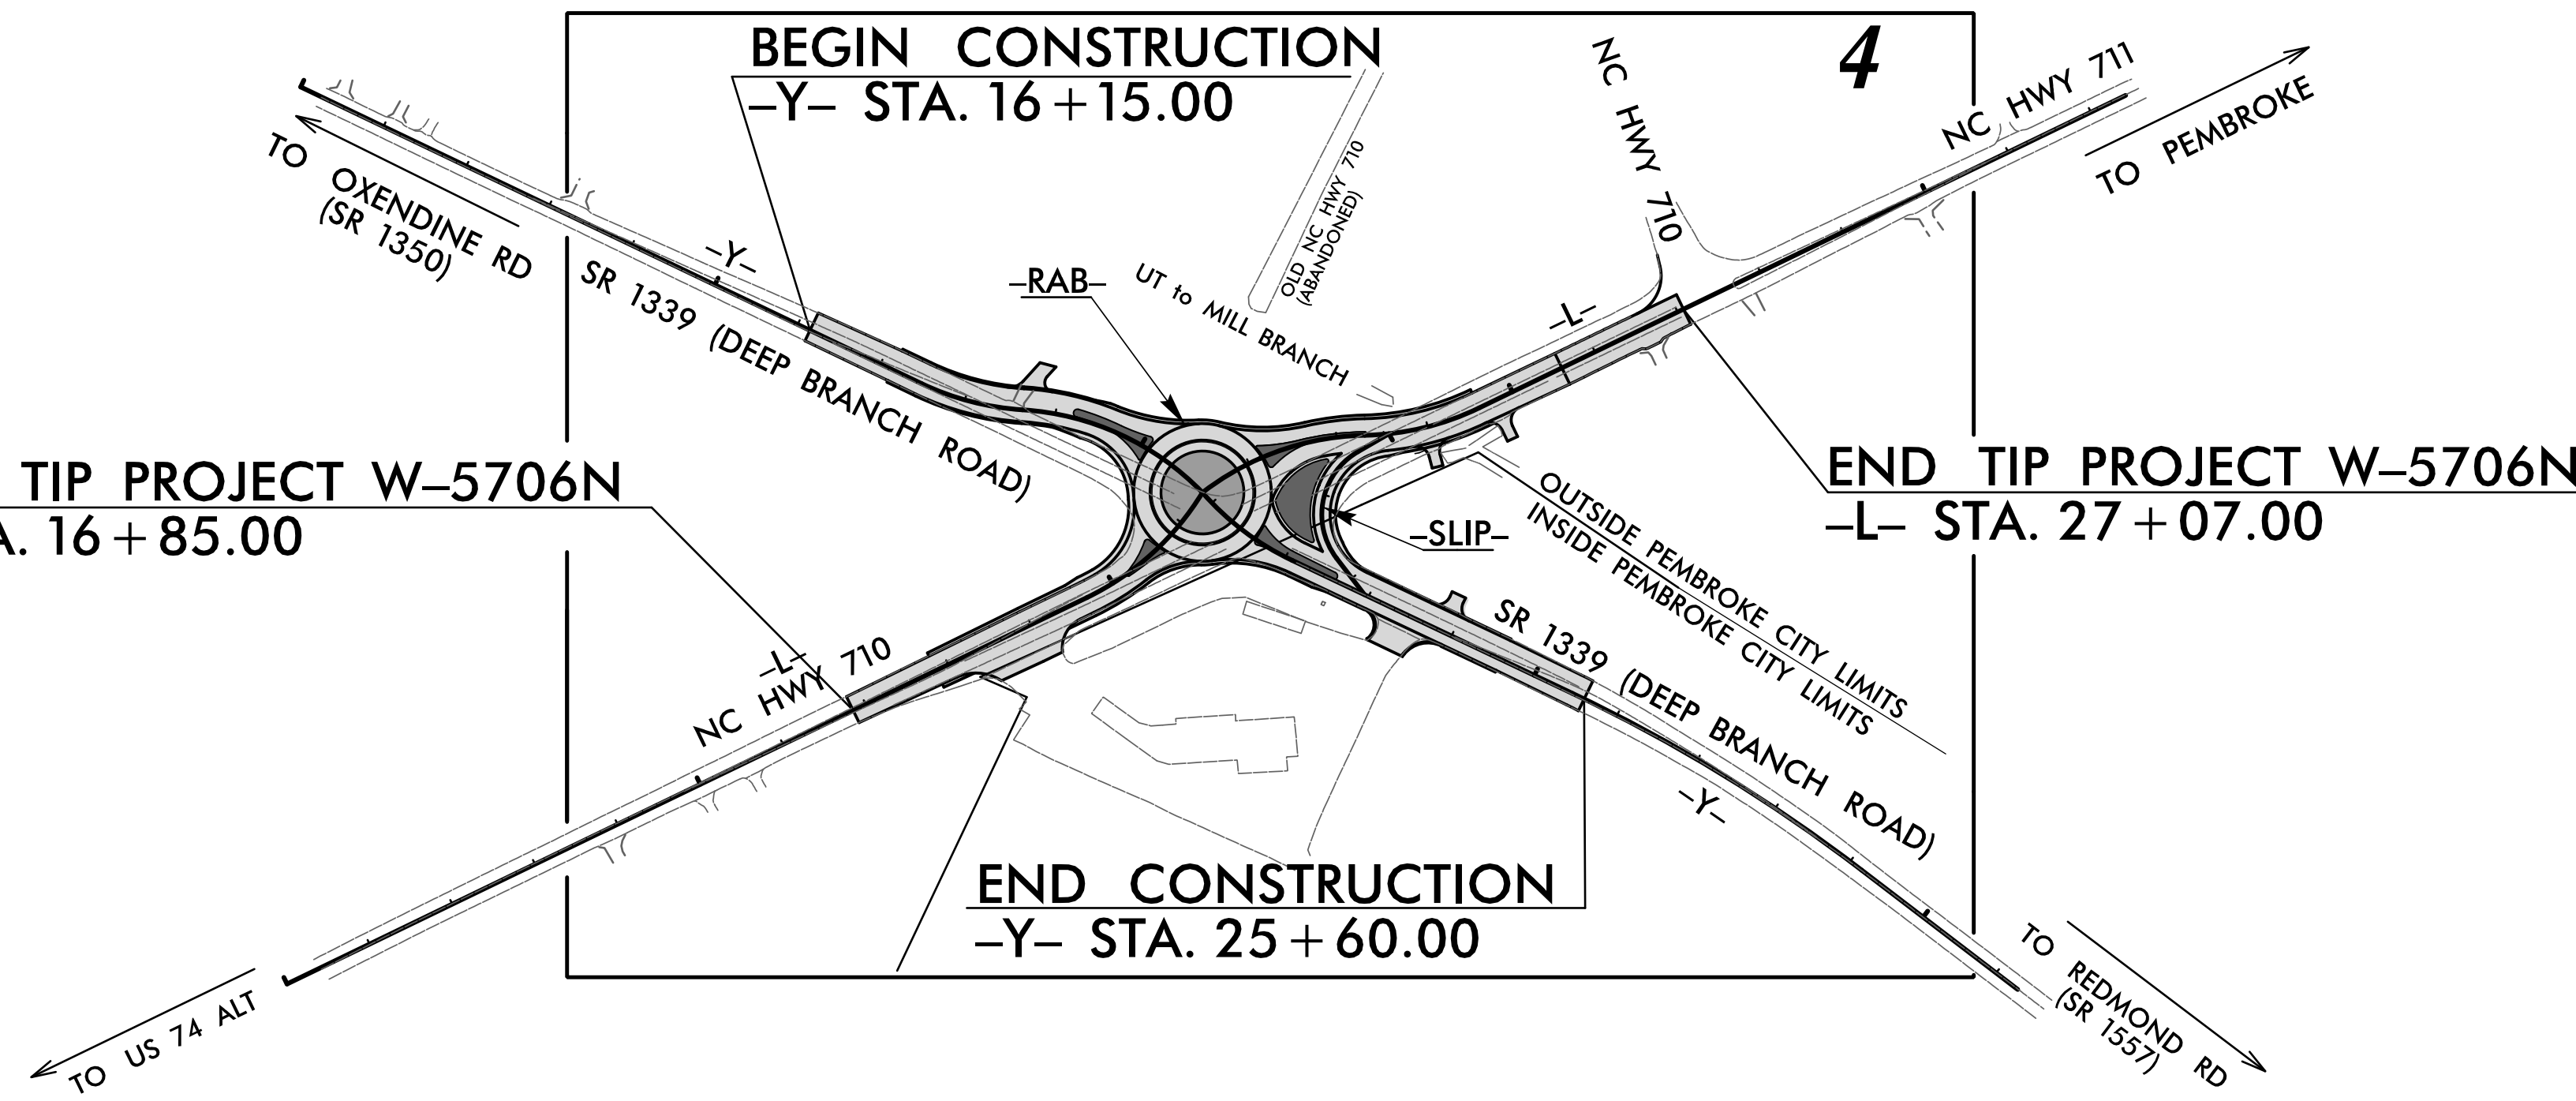 BEGIN CONSTRUCTION
–Y– STA. 16+15.00
4
NC HWY 710
NC HWY 711
TO PEMBROKE
TO OXENDINE RD
(SR 1350)
–Y–
SR 1339 (DEEP BRANCH ROAD)
–RAB–
UT to MILL BRANCH
OLD NC HWY 710
(ABANDONED)
–L–
TIP PROJECT W–5706N
A. 16+85.00
END TIP PROJECT W–5706N
–L– STA. 27+07.00
–SLIP–
OUTSIDE PEMBROKE CITY LIMITS
INSIDE PEMBROKE CITY LIMITS
–L–
NC HWY 710
SR 1339 (DEEP BRANCH ROAD)
–Y–
END CONSTRUCTION
–Y– STA. 25+60.00
TO US 74 ALT
TO REDMOND RD
(SR 1557)